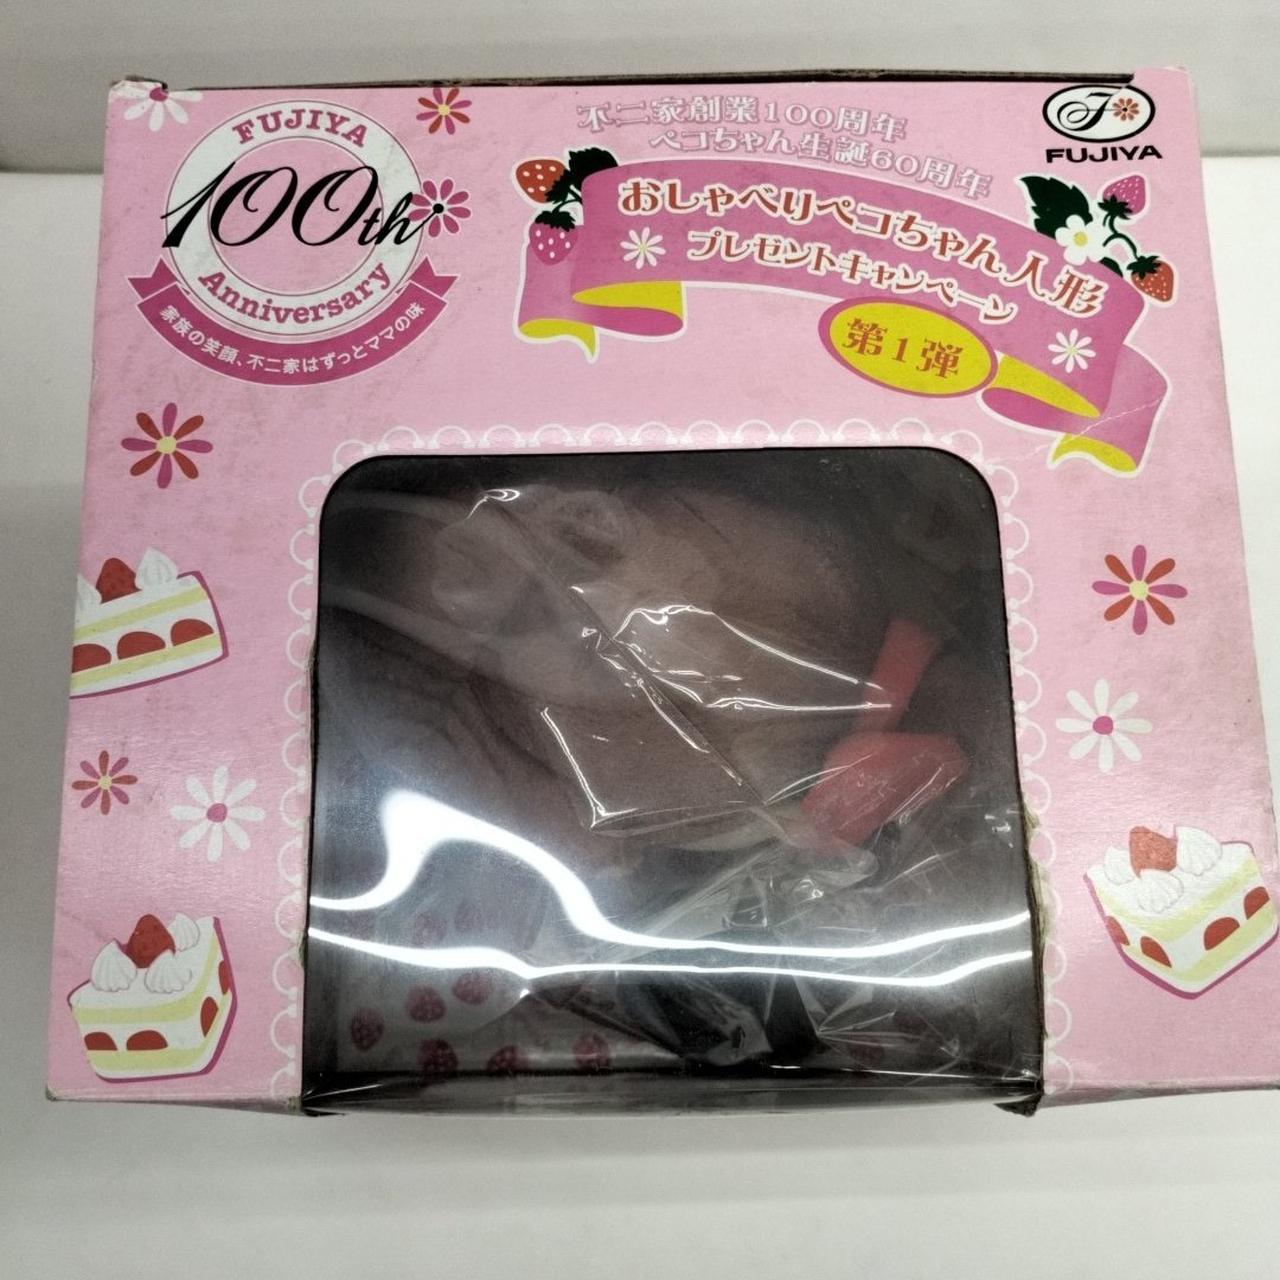 FUJIYA
100th
Anniversary
家族の笑顔、不二家はずっとママの味
不二家創業100周年
ペコちゃん生誕60周年
おしゃべりペコちゃん人形
プレゼントキャンペーン
第1弾
F
FUJIYA